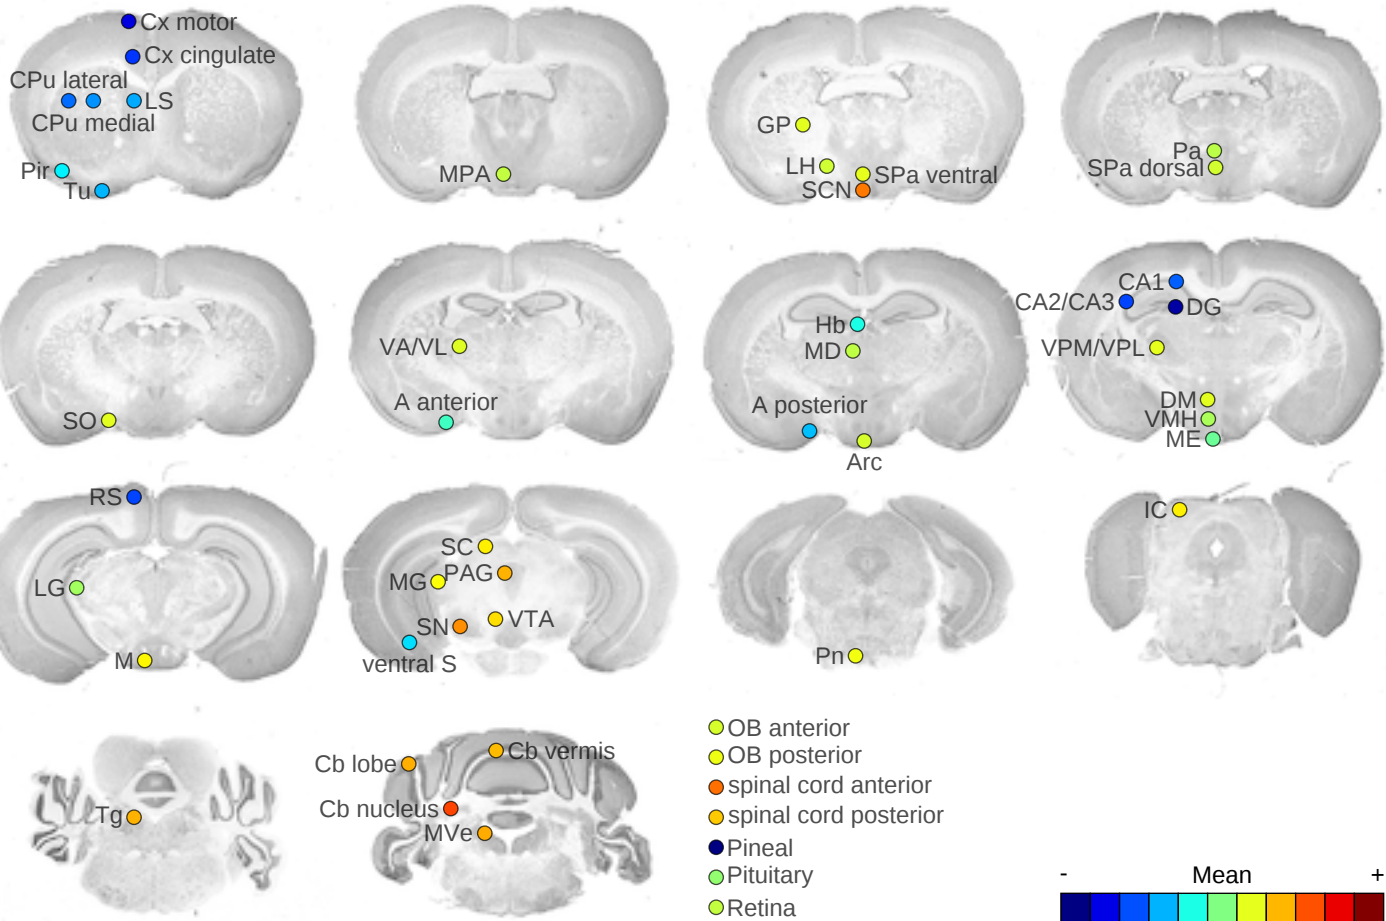 Cx motor
Cx cingulate
CPu lateral
LS
CPu medial
Pir
Tu
MPA
GP
LH
SPa ventral
SCN
Pa
SPa dorsal
SO
VA/VL
A anterior
Hb
MD
A posterior
Arc
CA1
CA2/CA3
DG
VPM/VPL
DM
VMH
ME
RS
LG
M
SC
PAG
MG
VTA
SN
ventral S
Pn
IC
Tg
Cb vermis
Cb lobe
Cb nucleus
MVe
OB anterior
OB posterior
spinal cord anterior
spinal cord posterior
Pineal
Pituitary
Retina
- Mean +